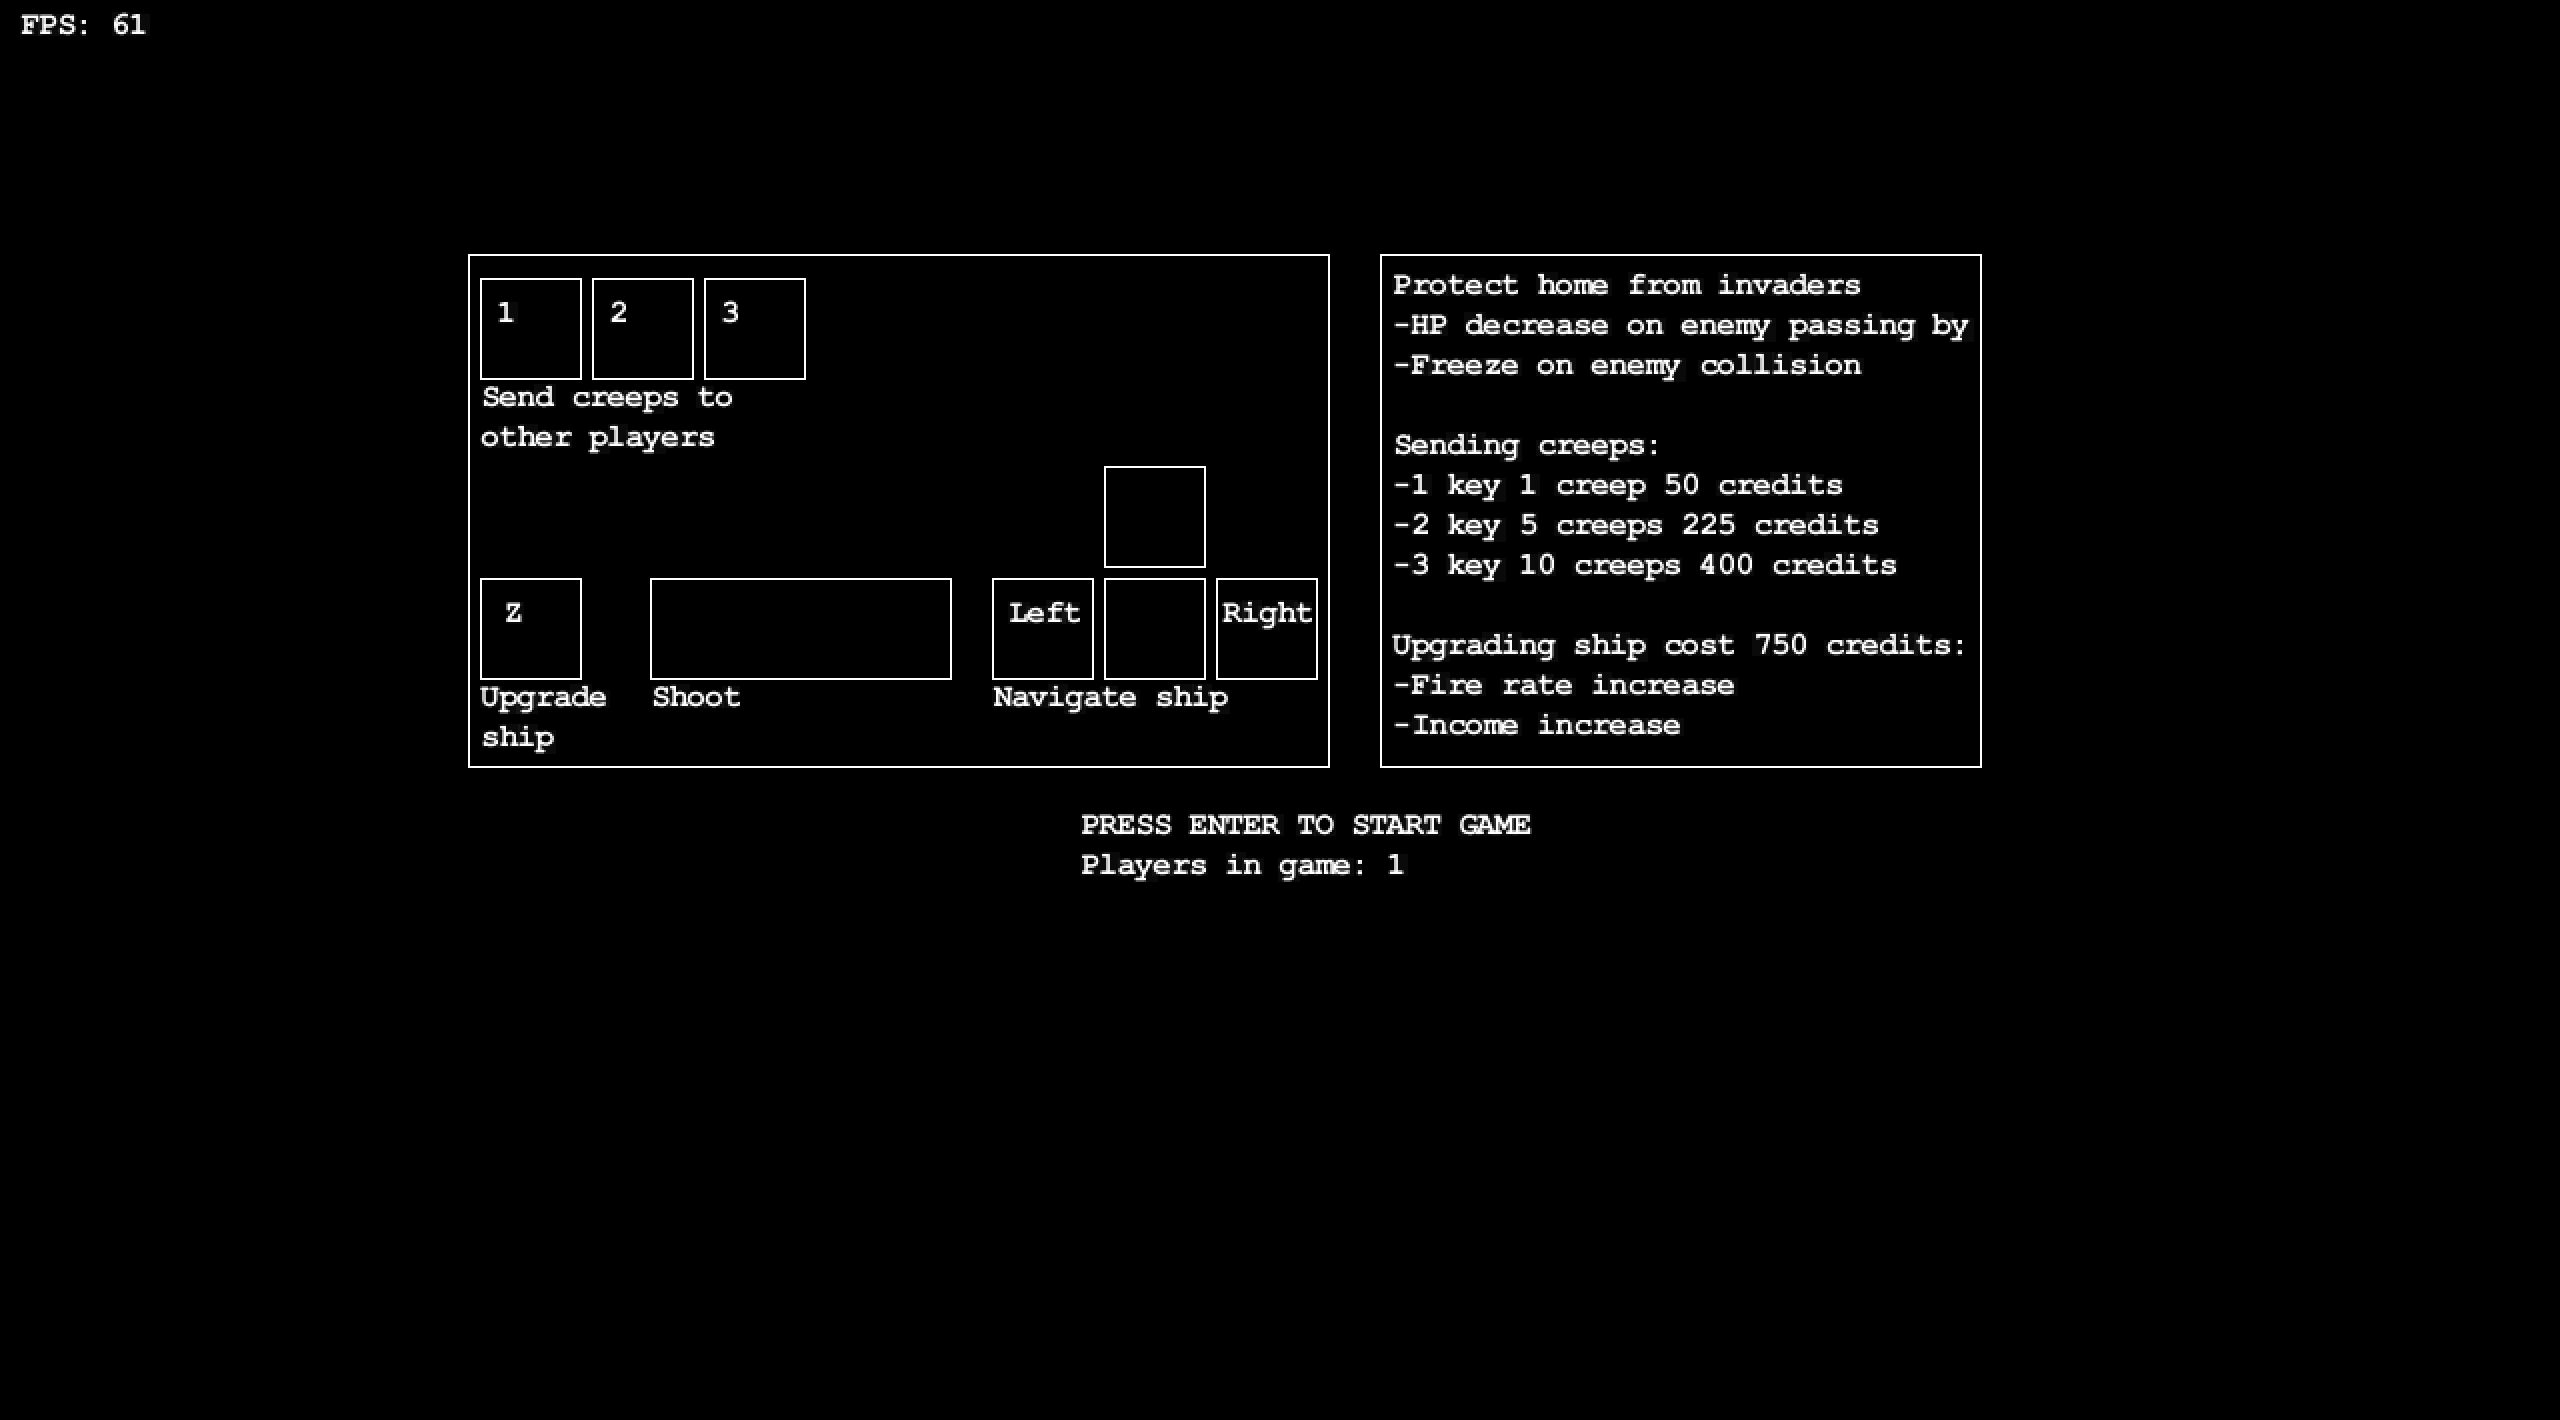 FPS: 61
1 2 3
Send creeps to
other players
Z
Upgrade
ship
Shoot
Left Right
Navigate ship
Protect home from invaders
-HP decrease on enemy passing by
-Freeze on enemy collision
Sending creeps:
-1 key 1 creep 50 credits
-2 key 5 creeps 225 credits
-3 key 10 creeps 400 credits
Upgrading ship cost 750 credits:
-Fire rate increase
-Income increase
PRESS ENTER TO START GAME
Players in game: 1